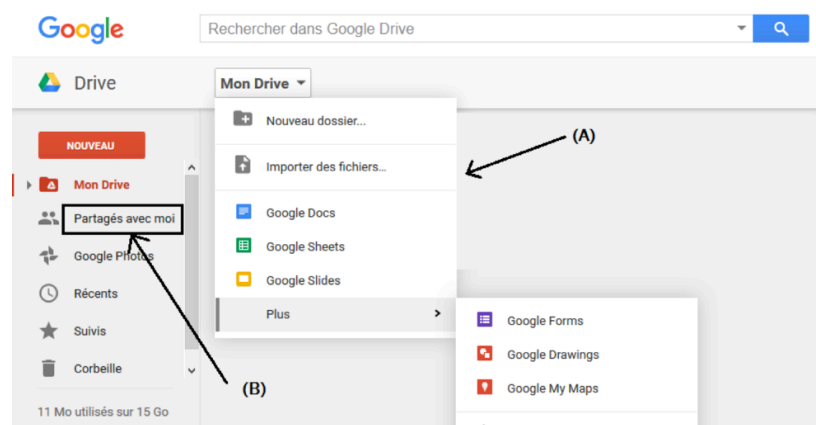 Google
Rechercher dans Google Drive
Drive
Mon Drive
NOUVEAU
Mon Drive
Partagés avec moi
Google Photos
Récents
Suivis
Corbeille
11 Mo utilisés sur 15 Go
Nouveau dossier...
Importer des fichiers...
Google Docs
Google Sheets
Google Slides
Plus
Google Forms
Google Drawings
Google My Maps
(A)
(B)